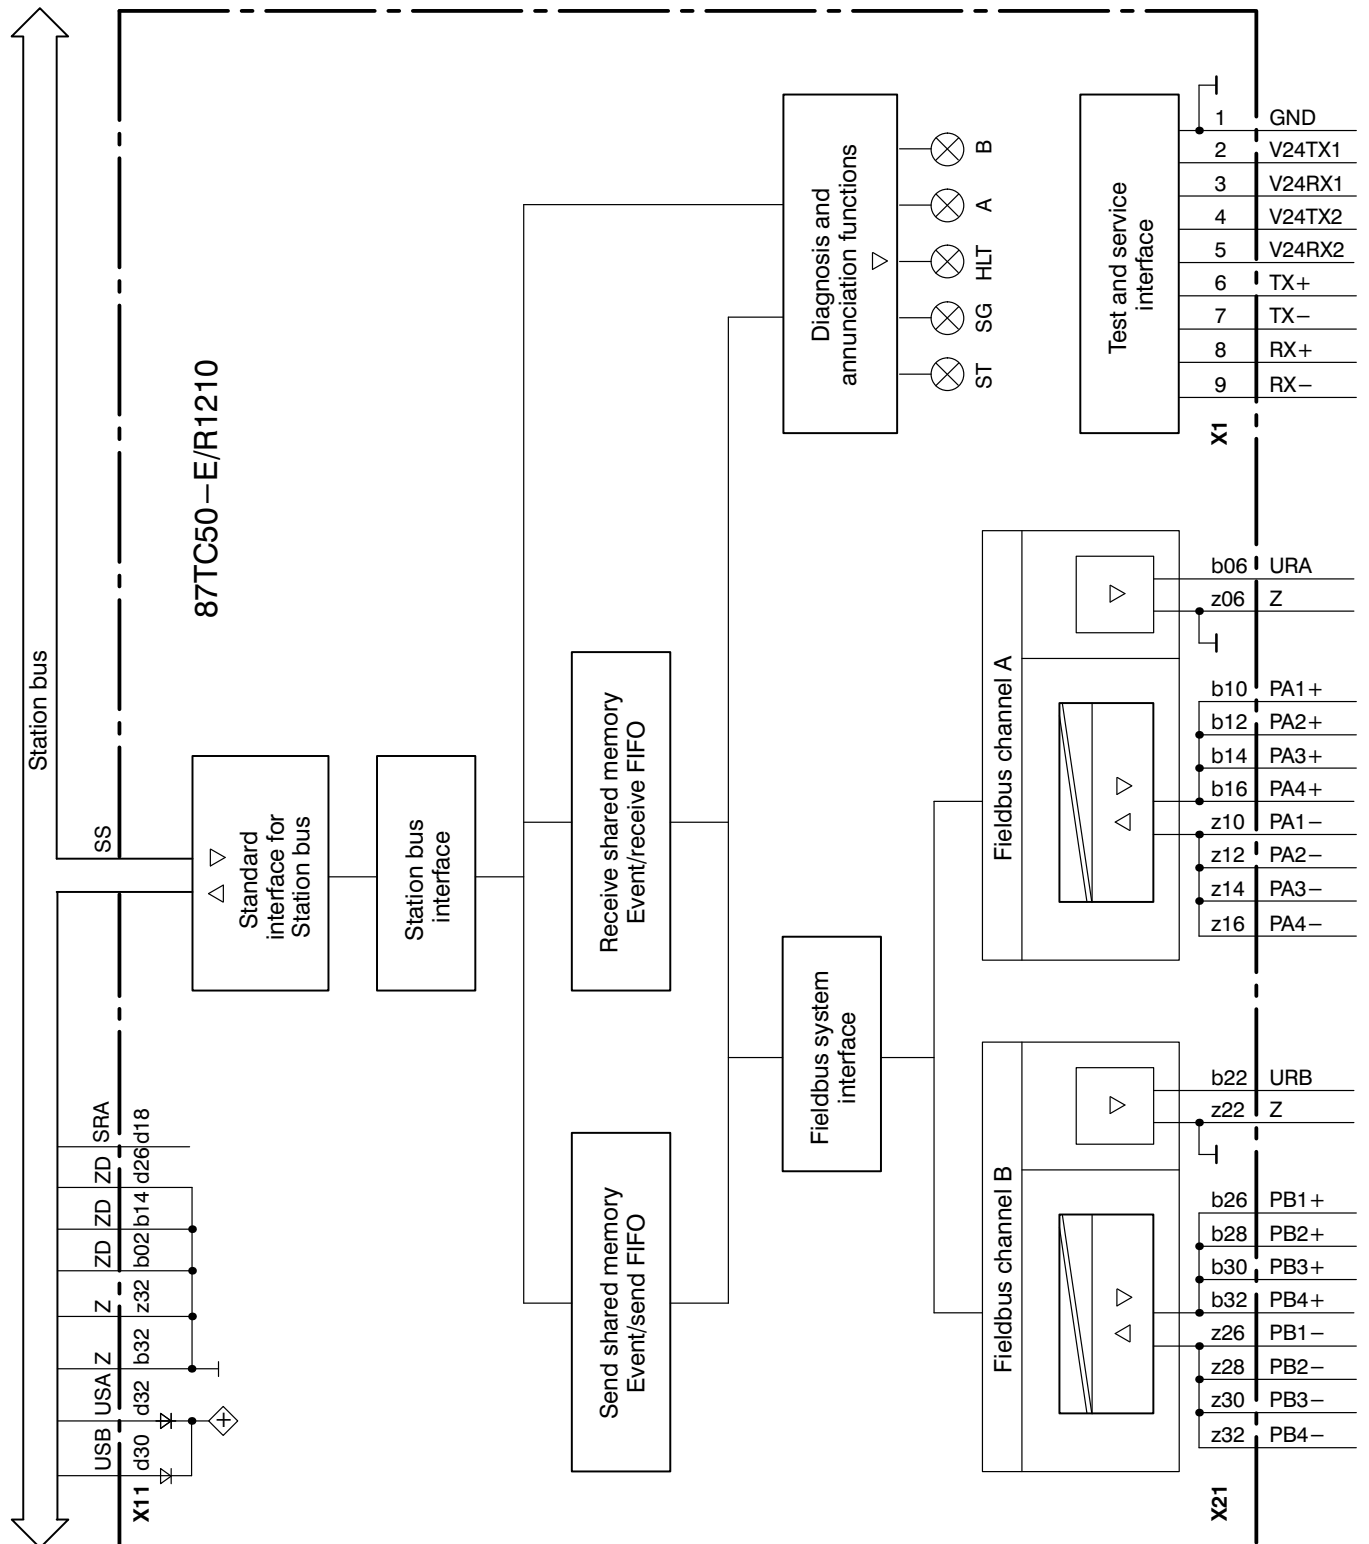 Station bus
SS
SRA
d18
ZD
d26
ZD
b14
ZD
b02
Z
z32
Z
b32
USA
d32
USB
d30
X11
87TC50–E/R1210
Standard
interface for
Station bus
Station bus
interface
Receive shared memory
Event/receive FIFO
Send shared memory
Event/send FIFO
Fieldbus system
interface
Diagnosis and
annunciation functions
B
A
HLT
SG
ST
Test and service
interface
1 GND
2 V24TX1
3 V24RX1
4 V24TX2
5 V24RX2
6 TX+
7 TX–
8 RX+
9 RX–
X1
Fieldbus channel A
b06 URA
z06 Z
b10 PA1+
b12 PA2+
b14 PA3+
b16 PA4+
z10 PA1–
z12 PA2–
z14 PA3–
z16 PA4–
Fieldbus channel B
b22 URB
z22 Z
b26 PB1+
b28 PB2+
b30 PB3+
b32 PB4+
z26 PB1–
z28 PB2–
z30 PB3–
z32 PB4–
X21